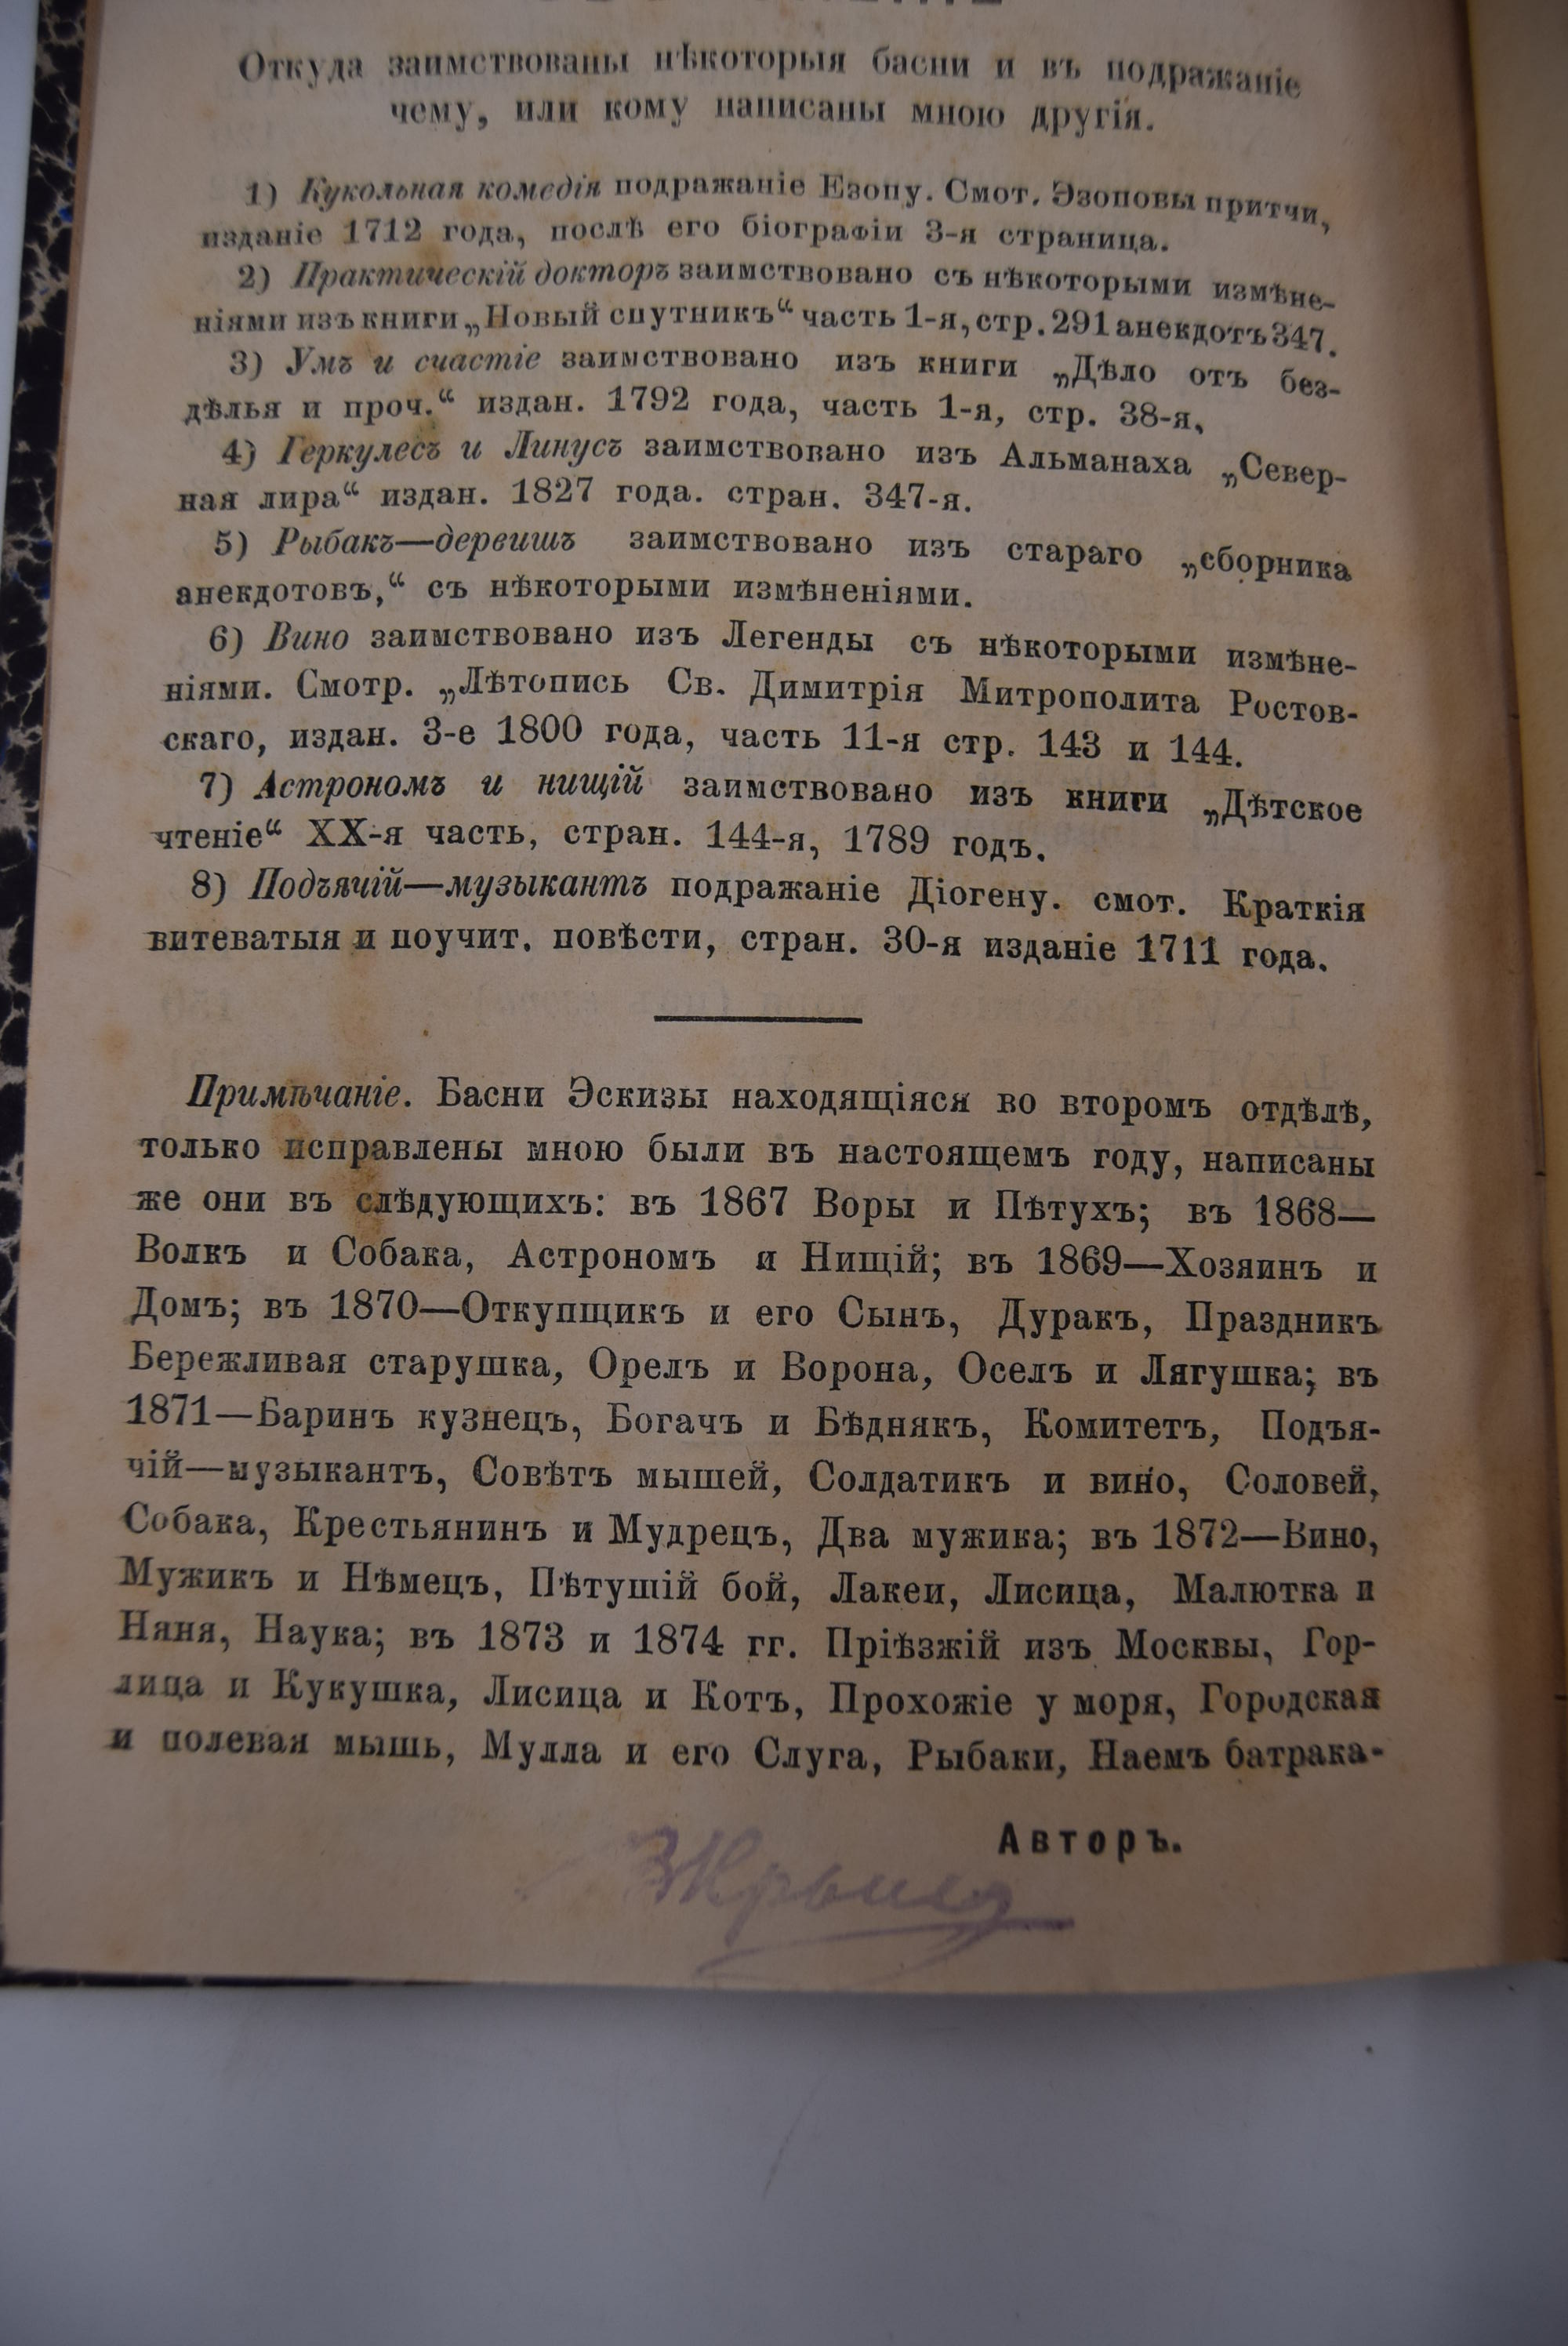 Откуда заимствованы нѣкоторыя басни и въ подражаніе
чему, или кому написаны мною другія.
1) Кукольная комедія подражаніе Езопу. Смот. Эзоповы притчи,
изданіе 1712 года, послѣ его біографіи 3-я страница.
2) Практическій докторъ заимствовано съ нѣкоторыми измѣне-
ніями изъ книги „Новый спутникъ“ часть 1-я, стр. 291 анекдотъ 347.
3) Умъ и счастіе заимствовано изъ книги „Дѣло отъ без-
дѣлья и проч.“ издан. 1792 года, часть 1-я, стр. 38-я.
4) Геркулесъ и Линусъ заимствовано изъ Альманаха „Север-
ная лира“ издан. 1827 года. стран. 347-я.
5) Рыбакъ—дервишъ заимствовано изъ стараго „сборника
анекдотовъ,“ съ нѣкоторыми измѣненіями.
6) Вино заимствовано изъ Легенды съ нѣкоторыми измѣне-
ніями. Смотр. „Лѣтопись Св. Димитрія Митрополита Ростов-
скаго, издан. 3-е 1800 года, часть 11-я стр. 143 и 144.
7) Астрономъ и нищій заимствовано изъ книги „Дѣтское
чтеніе“ XX-я часть, стран. 144-я, 1789 годъ.
8) Подъячій—музыкантъ подражаніе Діогену. смот. Краткія
витеватыя и поучит. повѣсти, стран. 30-я изданіе 1711 года.
Примѣчаніе. Басни Эскизы находящіяся во второмъ отдѣлѣ,
только исправлены мною были въ настоящемъ году, написаны
же они въ слѣдующихъ: въ 1867 Воры и Пѣтухъ; въ 1868—
Волкъ и Собака, Астрономъ и Нищій; въ 1869—Хозяинъ и
Домъ; въ 1870—Откупщикъ и его Сынъ, Дуракъ, Праздникъ
Бережливая старушка, Орелъ и Ворона, Оселъ и Лягушка; въ
1871—Баринъ кузнецъ, Богачъ и Бѣднякъ, Комитетъ, Подъя-
чій—музыкантъ, Совѣтъ мышей, Солдатикъ и вино, Соловей,
Собака, Крестьянинъ и Мудрецъ, Два мужика; въ 1872—Вино,
Мужикъ и Нѣмецъ, Пѣтушій бой, Лакеи, Лисица, Малютка и
Няня, Наука; въ 1873 и 1874 гг. Пріѣзжій изъ Москвы, Гор-
лица и Кукушка, Лисица и Котъ, Прохожіе у моря, Городская
и полевая мышь, Мулла и его Слуга, Рыбаки, Наемъ батрака-
Авторъ.